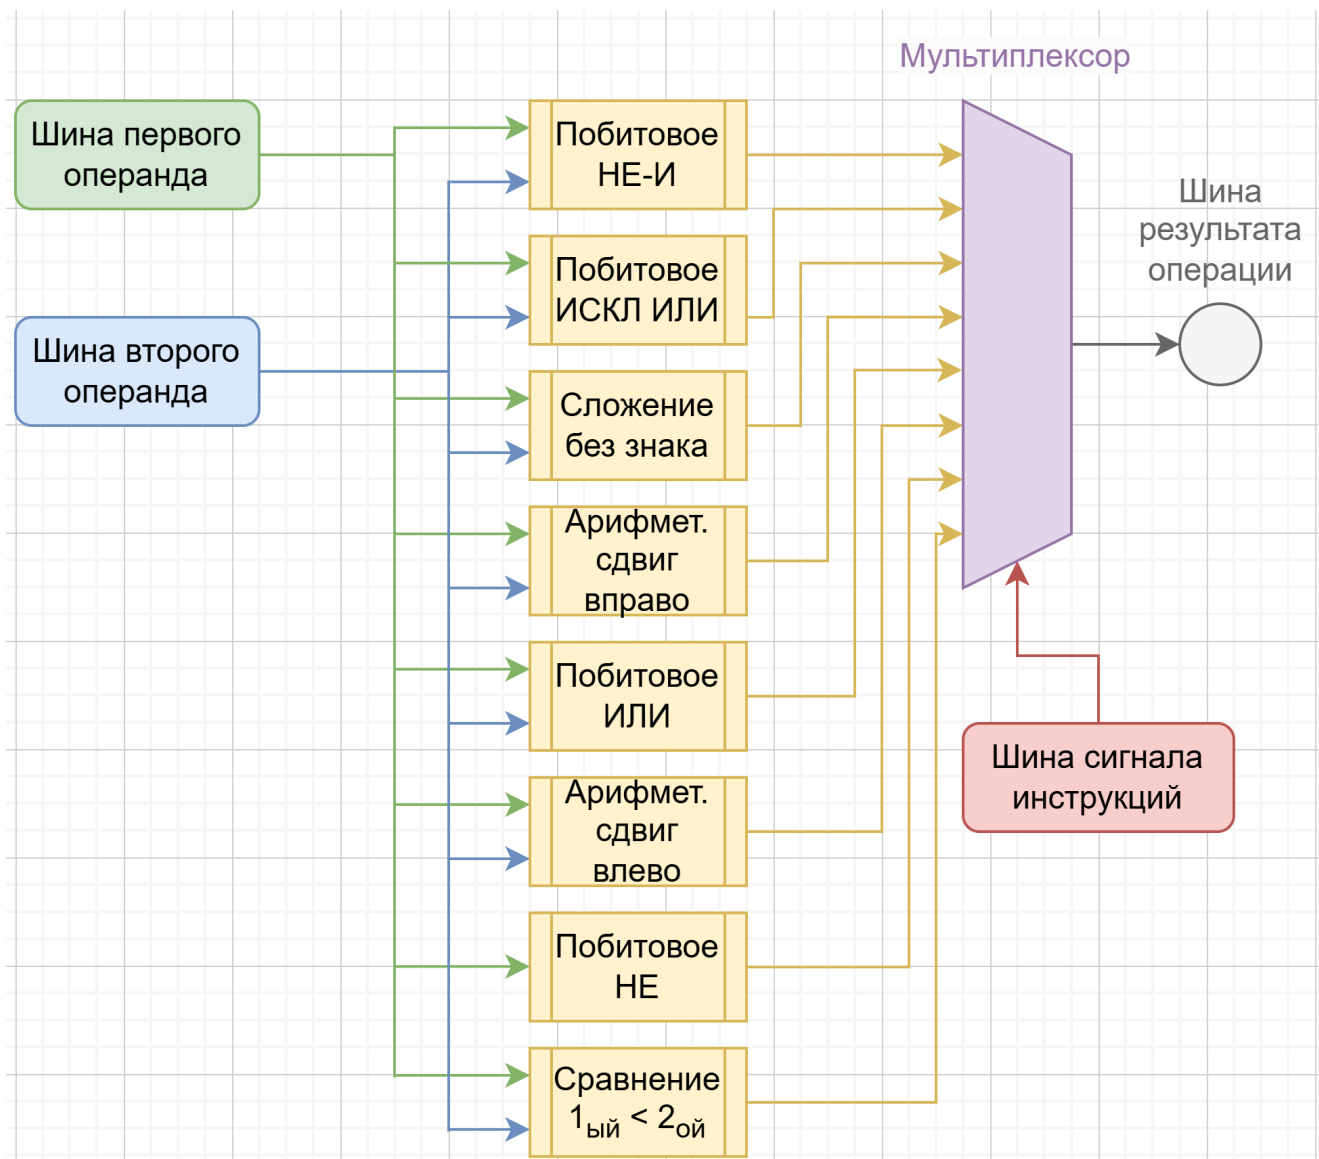 Мультиплексор
Шина первого
операнда
Шина второго
операнда
Побитовое
НЕ-И
Побитовое
ИСКЛ ИЛИ
Сложение
без знака
Арифмет.
сдвиг
вправо
Побитовое
ИЛИ
Арифмет.
сдвиг
влево
Побитовое
НЕ
Сравнение
1ый < 2ой
Шина
результата
операции
Шина сигнала
инструкций